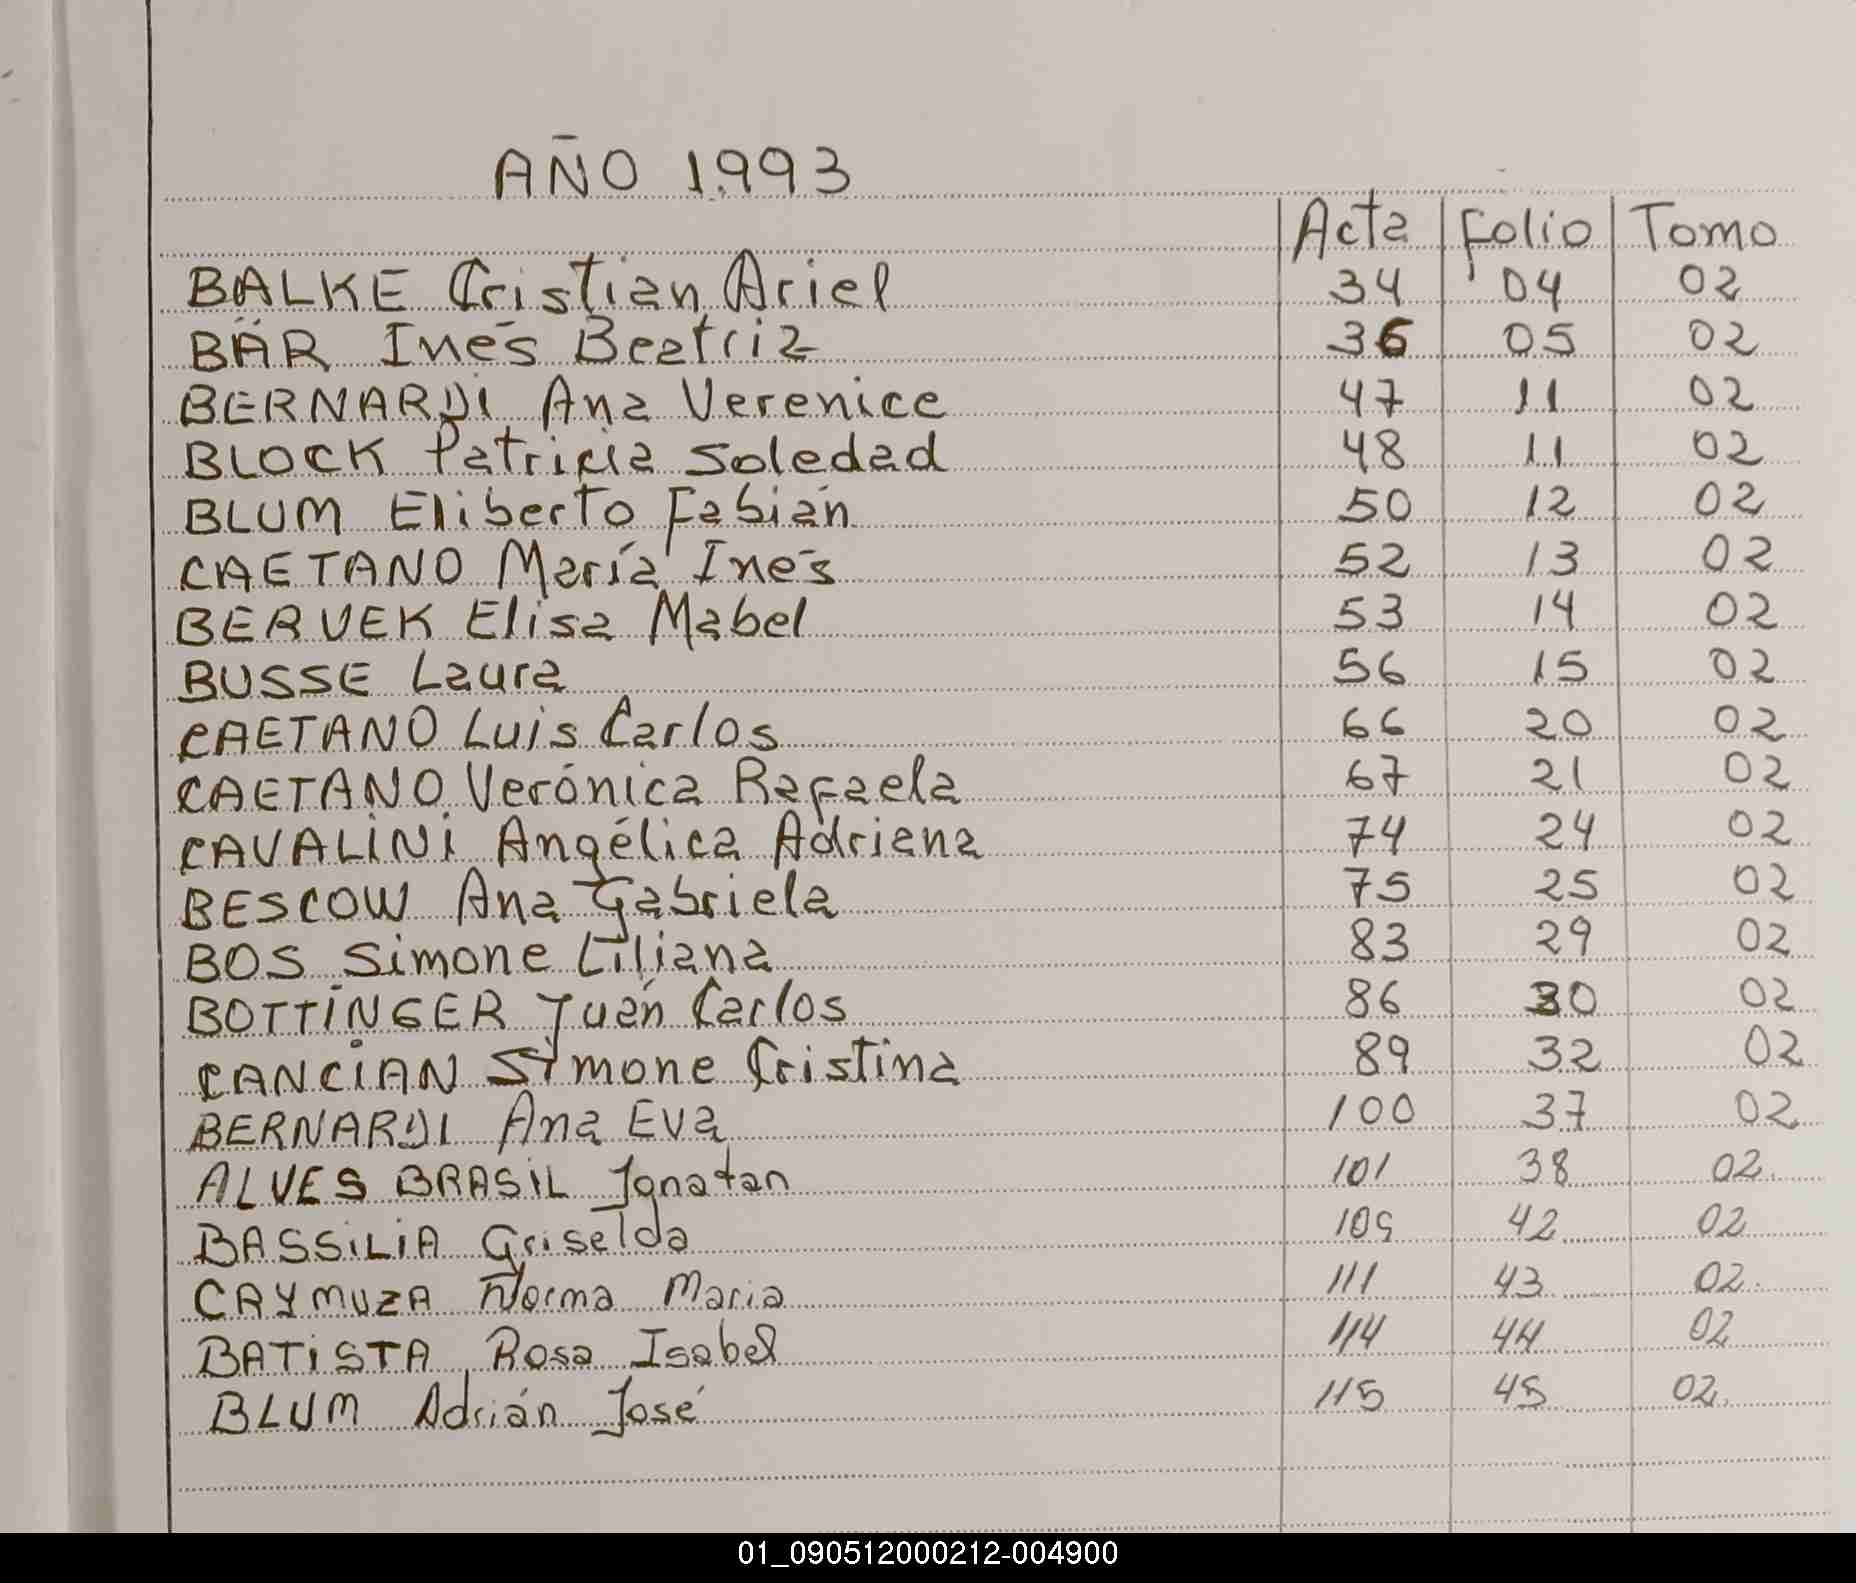 AÑO 1993
Acta Folio Tomo
BALKE Cristian Ariel 34 04 02
BÄR Inés Beatriz 36 05 02
BERNARDI Ana Verenice 47 11 02
BLOCK Patricia Soledad 48 11 02
BLUM Eliberto Fabián 50 12 02
CAETANO María Inés 52 13 02
BERVEK Elisa Mabel 53 14 02
BUSSE Laura 56 15 02
CAETANO Luis Carlos 66 20 02
CAETANO Verónica Rafaela 67 21 02
CAVALINI Angélica Adriana 74 24 02
BESCOW Ana Gabriela 75 25 02
BOS Simone Liliana 83 29 02
BOTTINGER Juan Carlos 86 30 02
CANCIAN Simone Cristina 89 32 02
BERNARDI Ana Eva 100 37 02
ALVES BRASIL Jonatan 101 38 02.
BASSILIA Griselda 109 42 02
CAYMUZA Norma Maria 111 43 02.
BATISTA Rosa Isabel 114 44 02
BLUM Adrián José 115 45 02.
01_090512000212-004900